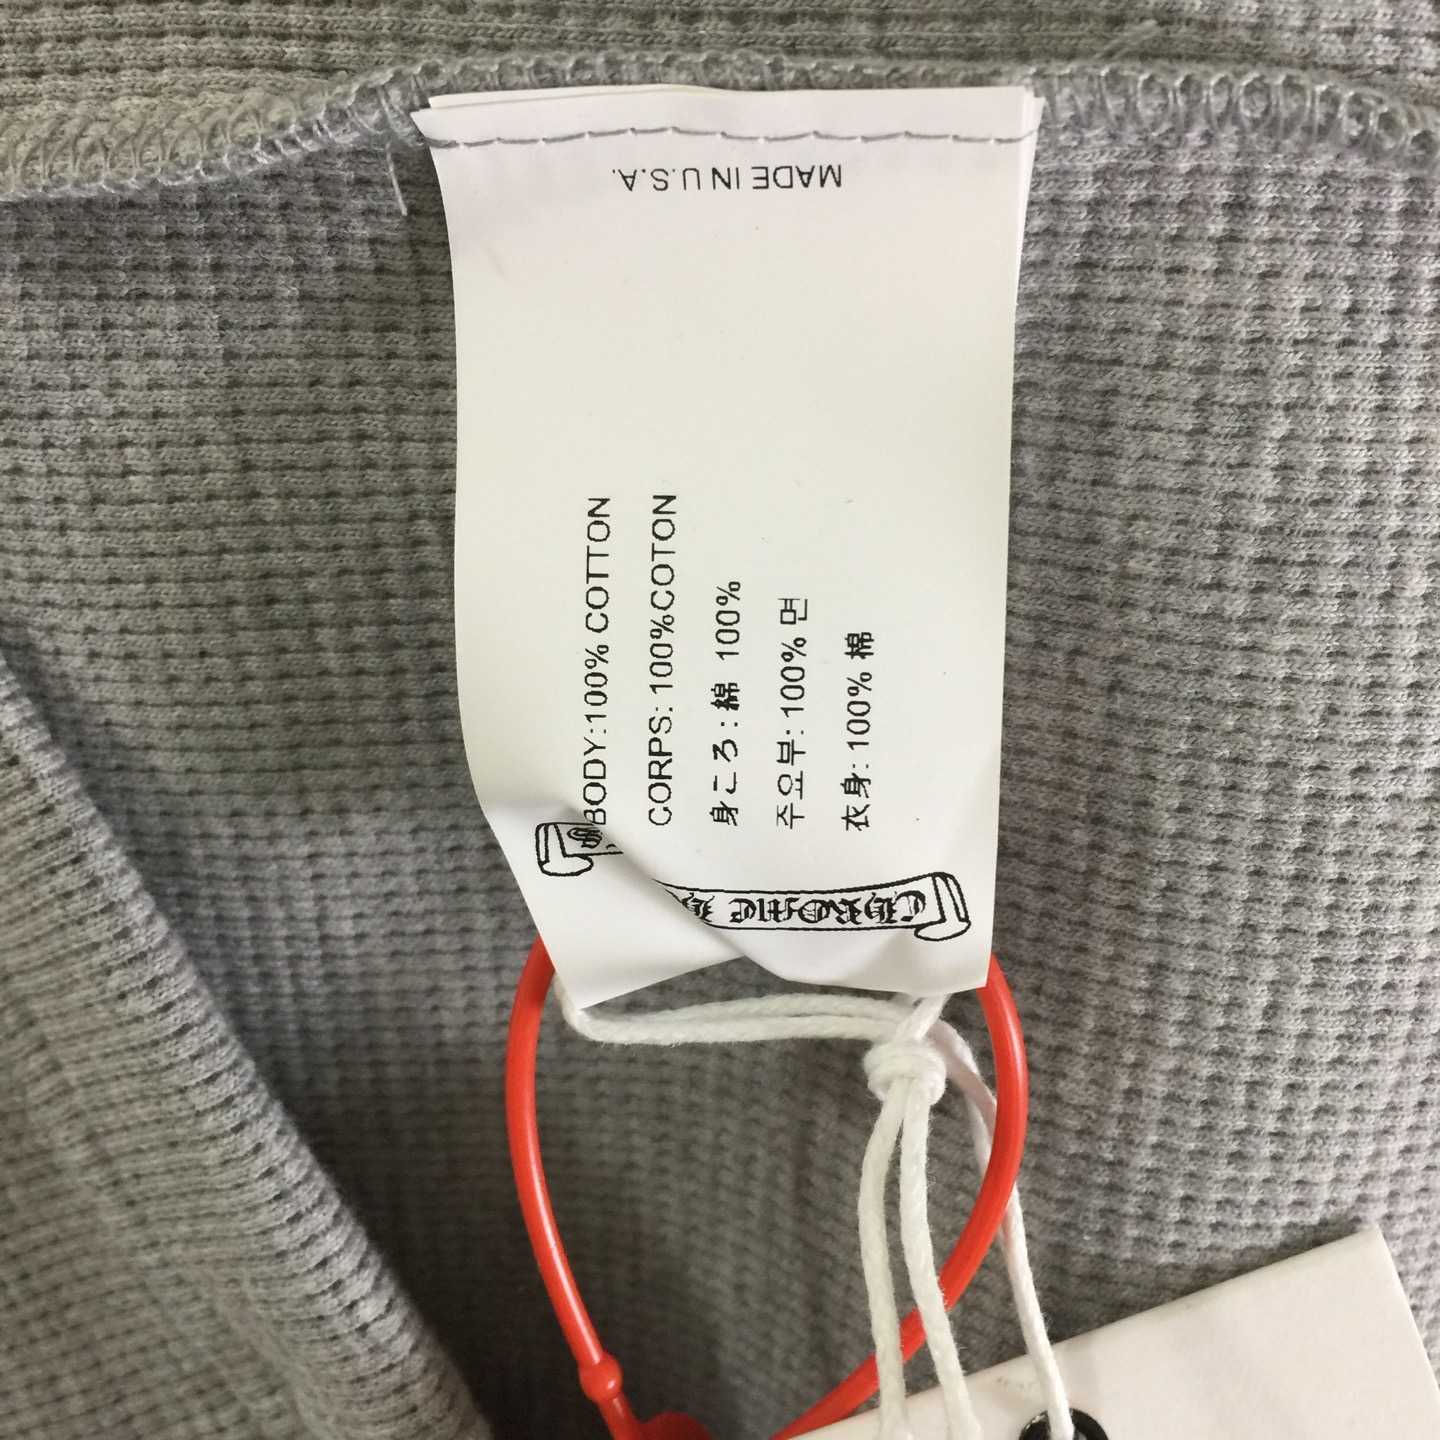 MADE IN U.S.A.
BODY:100% COTTON
CORPS: 100%COTON
身ごろ : 綿 100%
주요부: 100% 면
衣身: 100% 棉
CHROME